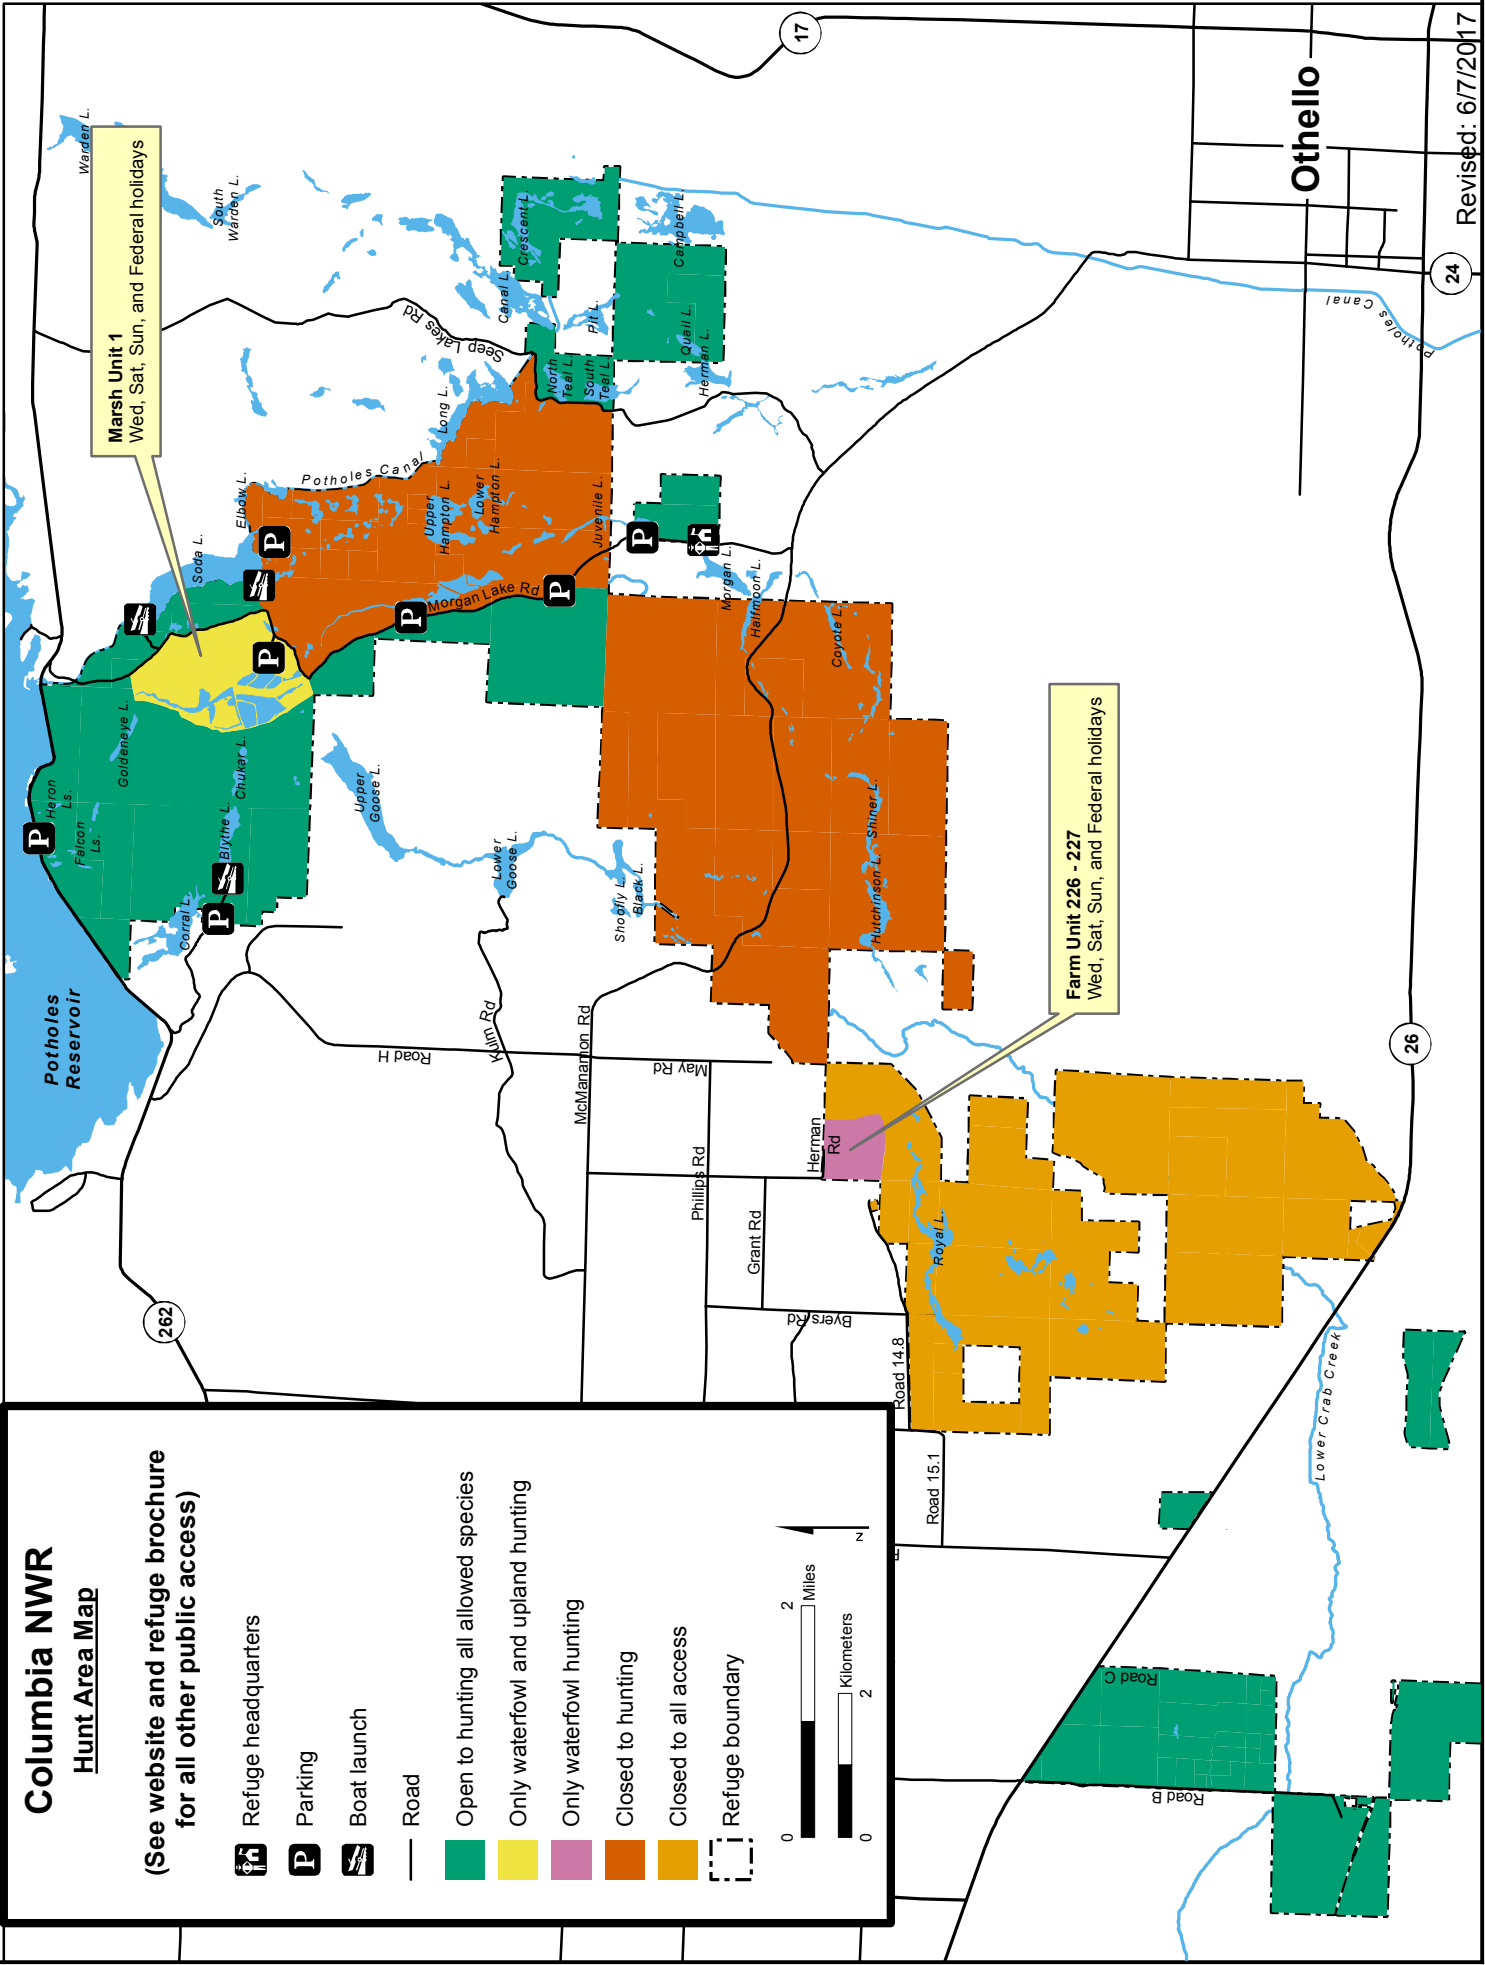 Columbia NWR
Hunt Area Map
(See website and refuge brochure
for all other public access)
Refuge headquarters
P
Parking
Boat launch
Road
Open to hunting all allowed species
Only waterfowl and upland hunting
Only waterfowl hunting
Closed to hunting
Closed to all access
Refuge boundary
0
2
Miles
0
2
Kilometers
z
Marsh Unit 1
Wed, Sat, Sun, and Federal holidays
Farm Unit 226 - 227
Wed, Sat, Sun, and Federal holidays
Potholes
Reservoir
Heron
Ls.
Falcon
Ls.
Goldeneye L.
Chukar L.
Blythe L.
Corral L.
Upper
Goose L.
Lower
Goose L.
Shoofly L.
Black L.
Soda L.
Elbow L.
Warden L.
South
Warden L.
Potholes Canal
Long L.
Upper
Hampton L.
Lower
Hampton L.
Juvenile L.
Morgan Lake Rd
Seep Lakes Rd
Canal L.
Crescent L.
Pit L.
North
Teal L.
South
Teal L.
Campbell L.
Quail L.
Herman L.
Morgan L.
Halfmoon L.
Coyote L.
Shiner L.
Hutchinson L.
Royal L.
Kulm Rd
McManamon Rd
Road H
May Rd
Phillips Rd
Grant Rd
Herman
Rd
Byers Rd
Road 14.8
Road 15.1
Road C
Road B
Lower Crab Creek
Potholes Canal
Othello
262
17
26
24
P
P
P
P
P
P
P
Revised: 6/7/2017